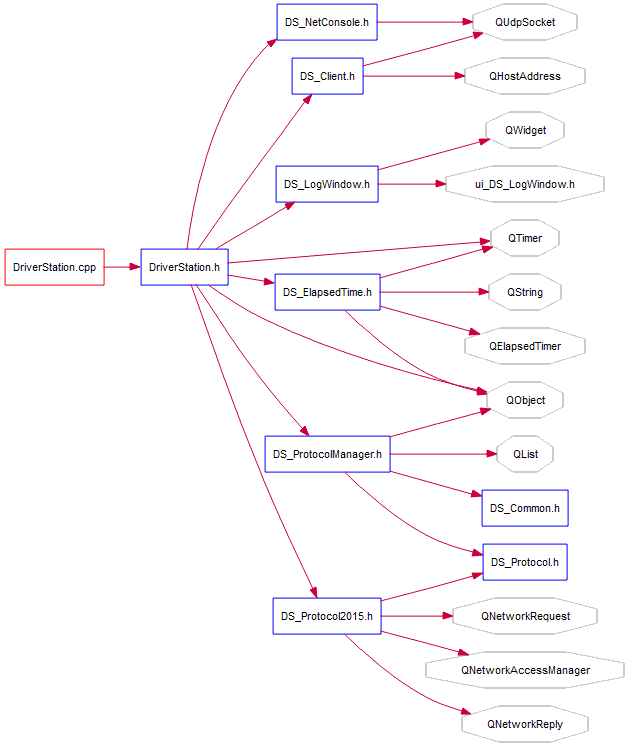 DS_NetConsole.h
QUdpSocket
DS_Client.h
QHostAddress
QWidget
DS_LogWindow.h
ui_DS_LogWindow.h
QTimer
DriverStation.cpp
DriverStation.h
DS_ElapsedTime.h
QString
QElapsedTimer
QObject
DS_ProtocolManager.h
QList
DS_Common.h
DS_Protocol.h
DS_Protocol2015.h
QNetworkRequest
QNetworkAccessManager
QNetworkReply